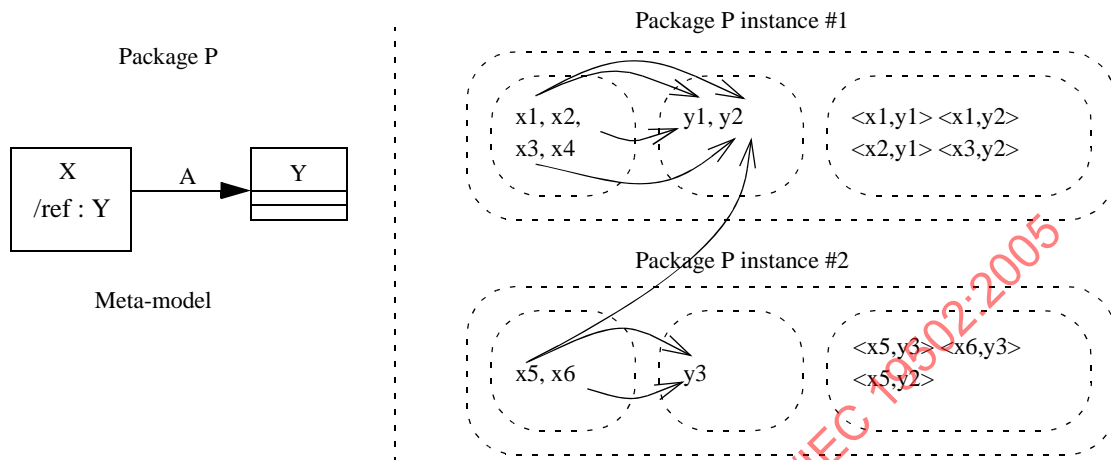 Package P
X
/ref : Y
A
Y
Meta-model
Package P instance #1
x1, x2,
x3, x4
y1, y2
<x1,y1> <x1,y2>
<x2,y1> <x3,y2>
Package P instance #2
x5, x6
y3
<x5,y3> <x6,y3>
<x5,y2>
IEC 19502:2005